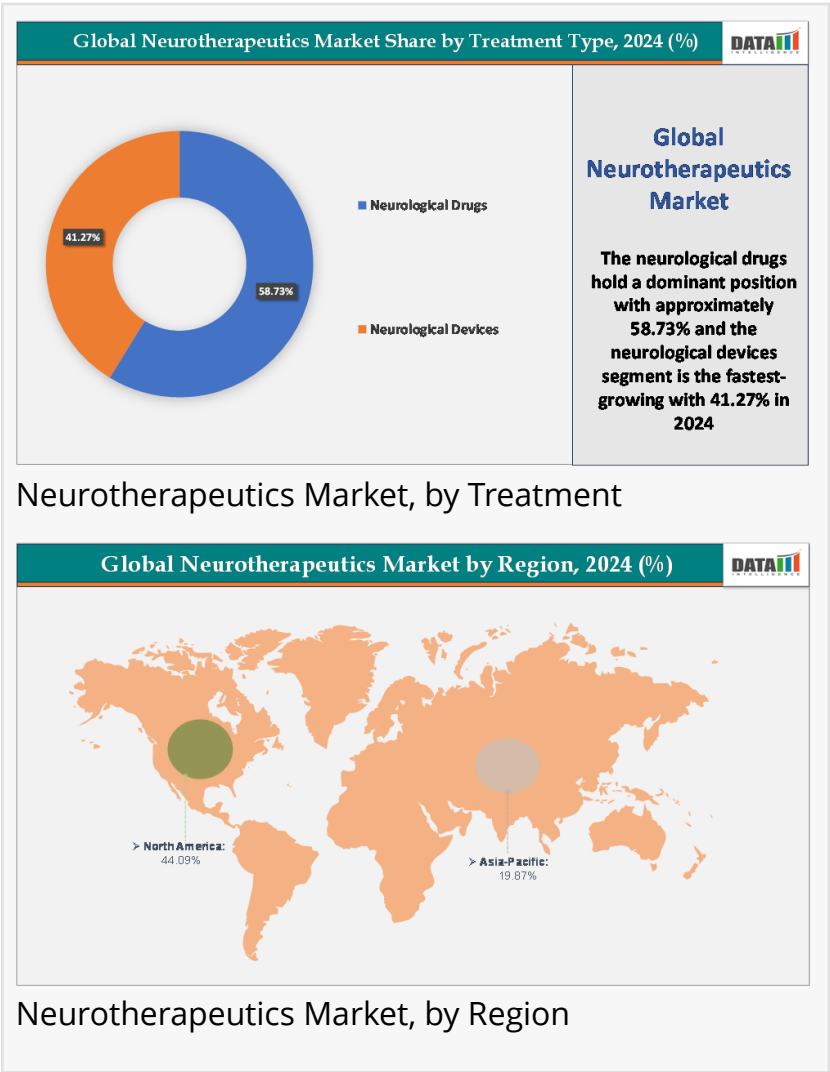 Global Neurotherapeutics Market Share by Treatment Type, 2024 (%)
DATAM
INTELLIGENCE
41.27%
58.73%
Neurological Drugs
Neurological Devices
Global
Neurotherapeutics
Market
The neurological drugs
hold a dominant position
with approximately
58.73% and the
neurological devices
segment is the fastest-
growing with 41.27% in
2024
Neurotherapeutics Market, by Treatment
Global Neurotherapeutics Market by Region, 2024 (%)
DATAM
INTELLIGENCE
➢ North America:
44.09%
➢ Asia-Pacific:
19.87%
Neurotherapeutics Market, by Region